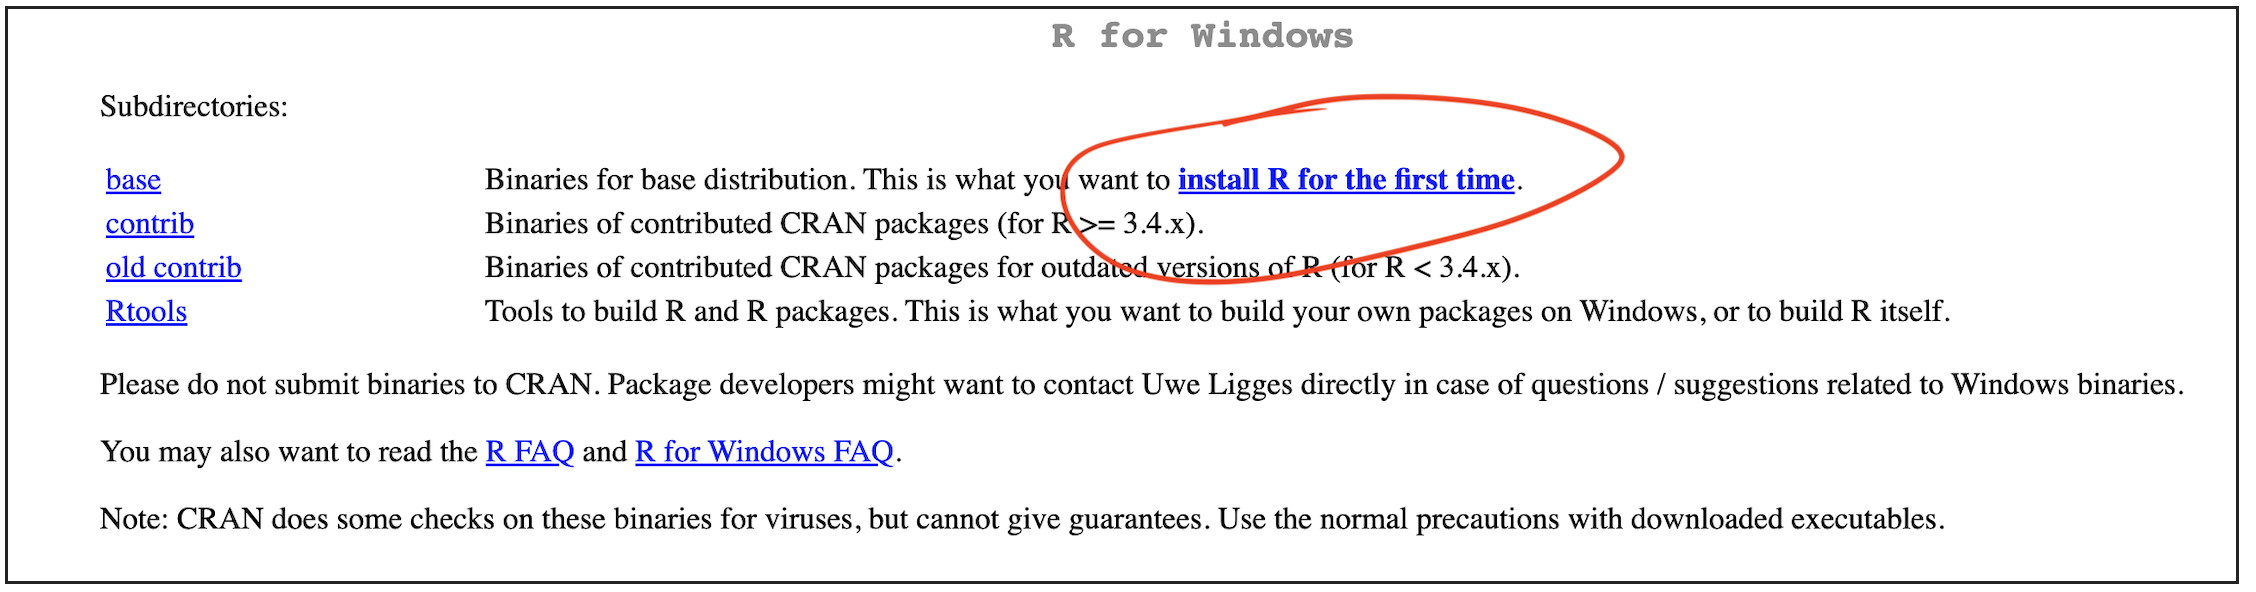 R for Windows
Subdirectories:
base Binaries for base distribution. This is what you want to install R for the first time.
contrib Binaries of contributed CRAN packages (for R >= 3.4.x).
old contrib Binaries of contributed CRAN packages for outdated versions of R (for R < 3.4.x).
Rtools Tools to build R and R packages. This is what you want to build your own packages on Windows, or to build R itself.
Please do not submit binaries to CRAN. Package developers might want to contact Uwe Ligges directly in case of questions / suggestions related to Windows binaries.
You may also want to read the R FAQ and R for Windows FAQ.
Note: CRAN does some checks on these binaries for viruses, but cannot give guarantees. Use the normal precautions with downloaded executables.